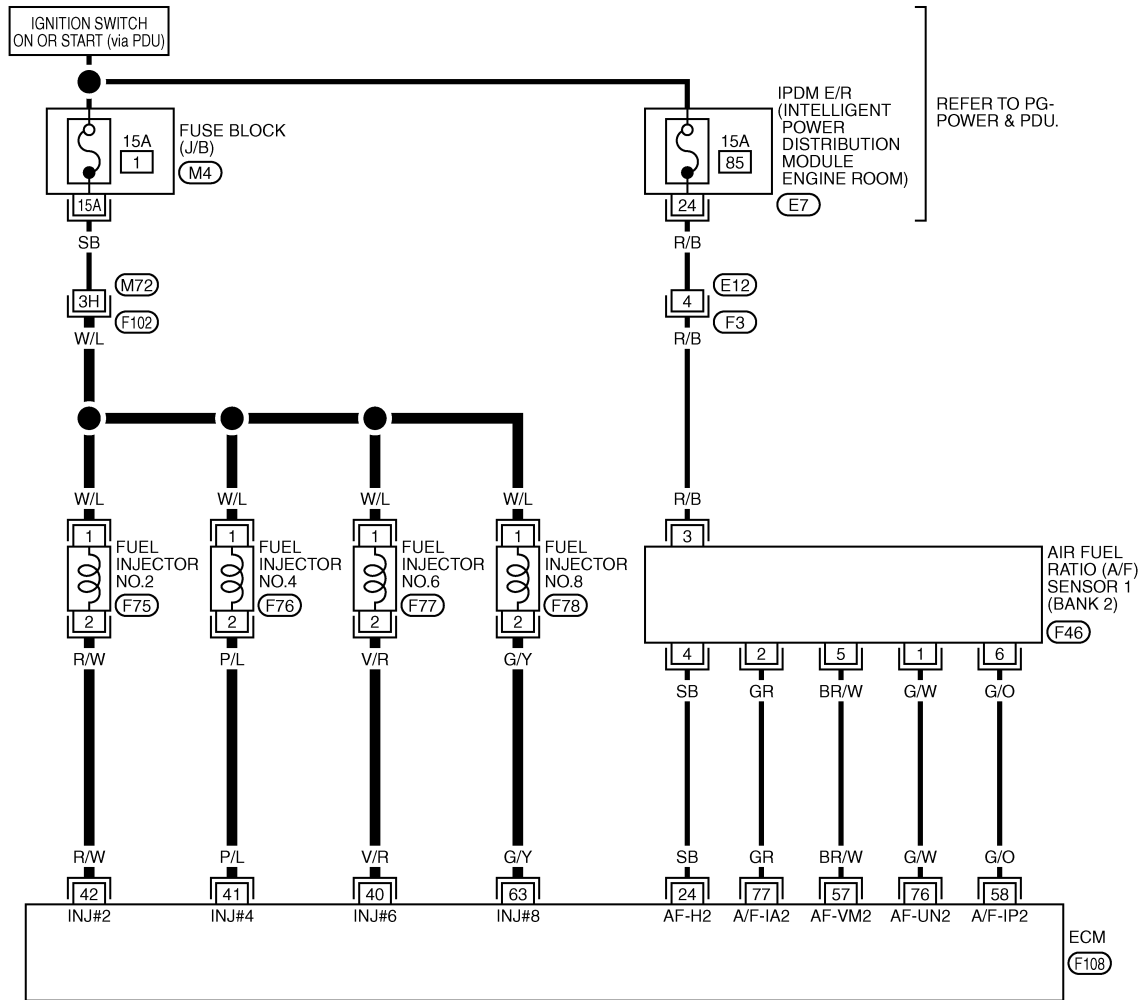 IGNITION SWITCH
ON OR START (via PDU)
15A
1
FUSE BLOCK
(J/B)
M4
15A
SB
M72
3H
F102
W/L
15A
85
IPDM E/R
(INTELLIGENT
POWER
DISTRIBUTION
MODULE
ENGINE ROOM)
E7
24
R/B
E12
4
F3
R/B
REFER TO PG-
POWER & PDU.
W/L
W/L
W/L
W/L
R/B
1
FUEL
INJECTOR
NO.2
F75
2
R/W
1
FUEL
INJECTOR
NO.4
F76
2
P/L
1
FUEL
INJECTOR
NO.6
F77
2
V/R
1
FUEL
INJECTOR
NO.8
F78
2
G/Y
3
AIR FUEL
RATIO (A/F)
SENSOR 1
(BANK 2)
F46
4
2
5
1
6
SB
GR
BR/W
G/W
G/O
R/W
P/L
V/R
G/Y
SB
GR
BR/W
G/W
G/O
42
41
40
63
24
77
57
76
58
INJ#2
INJ#4
INJ#6
INJ#8
AF-H2
A/F-IA2
AF-VM2
AF-UN2
A/F-IP2
ECM
F108